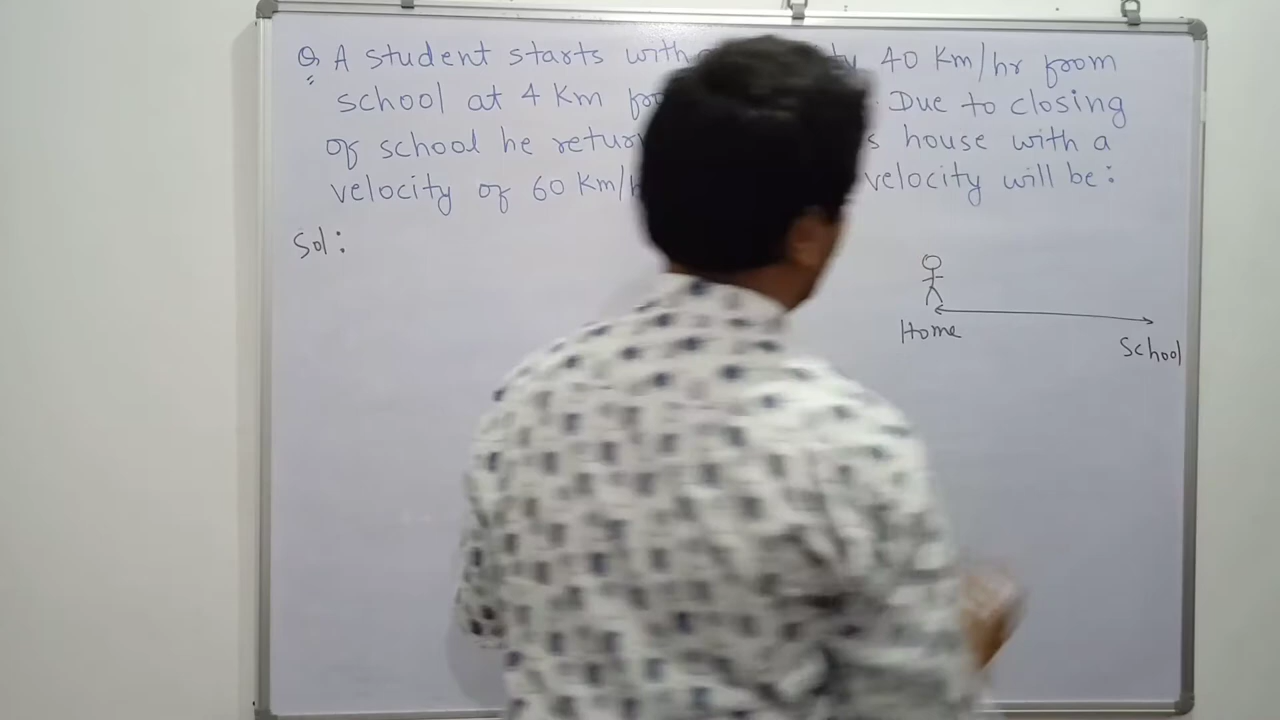 Q A student starts with 40 Km/hr from
school at 4 Km Due to closing
of school he house with a
velocity of 60 velocity will be:
Sol:
Home
School